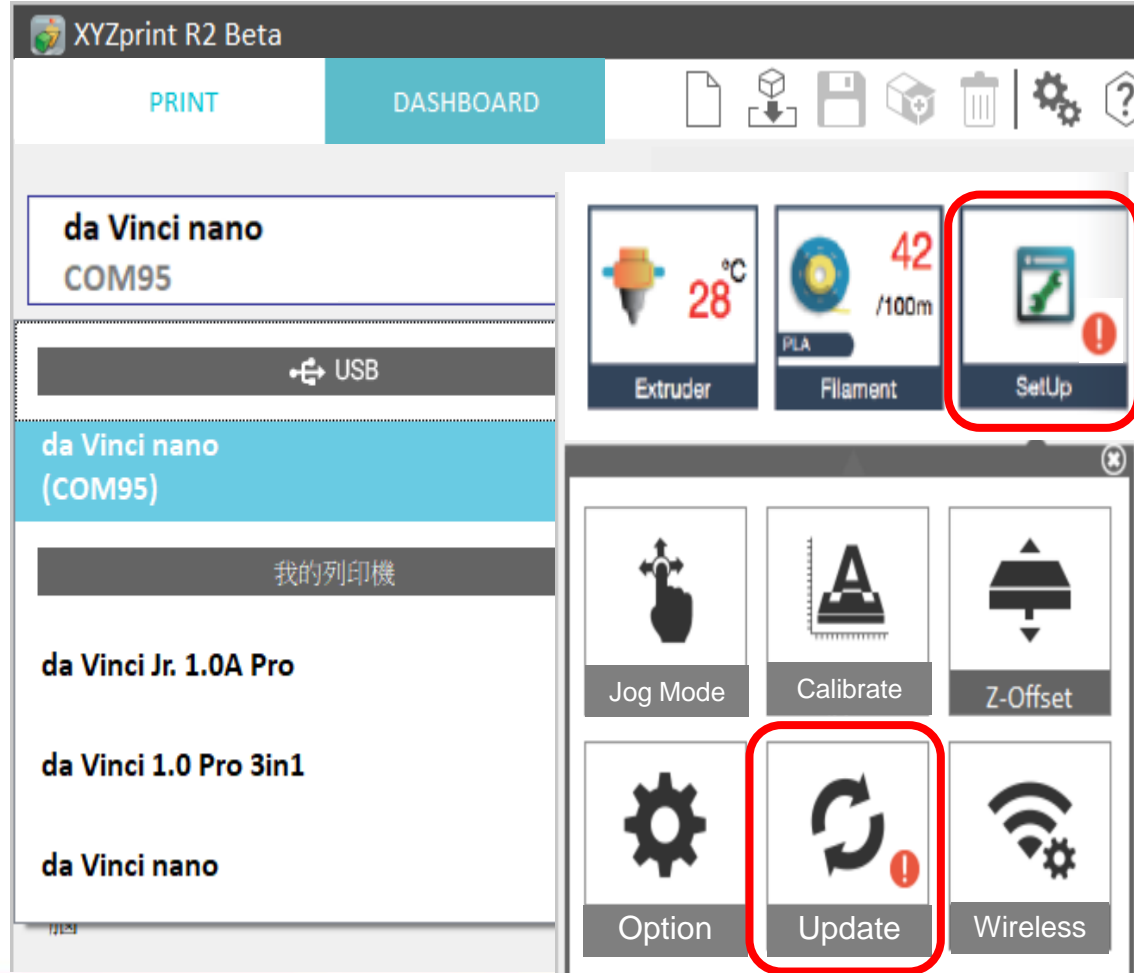 XYZprint R2 Beta
PRINT
DASHBOARD
da Vinci nano
COM95
USB
da Vinci nano
(COM95)
我的列印機
da Vinci Jr. 1.0A Pro
da Vinci 1.0 Pro 3in1
da Vinci nano
28°C
Extruder
42
/100m
PLA
Filament
SetUp
Jog Mode
Calibrate
Z-Offset
Option
Update
Wireless